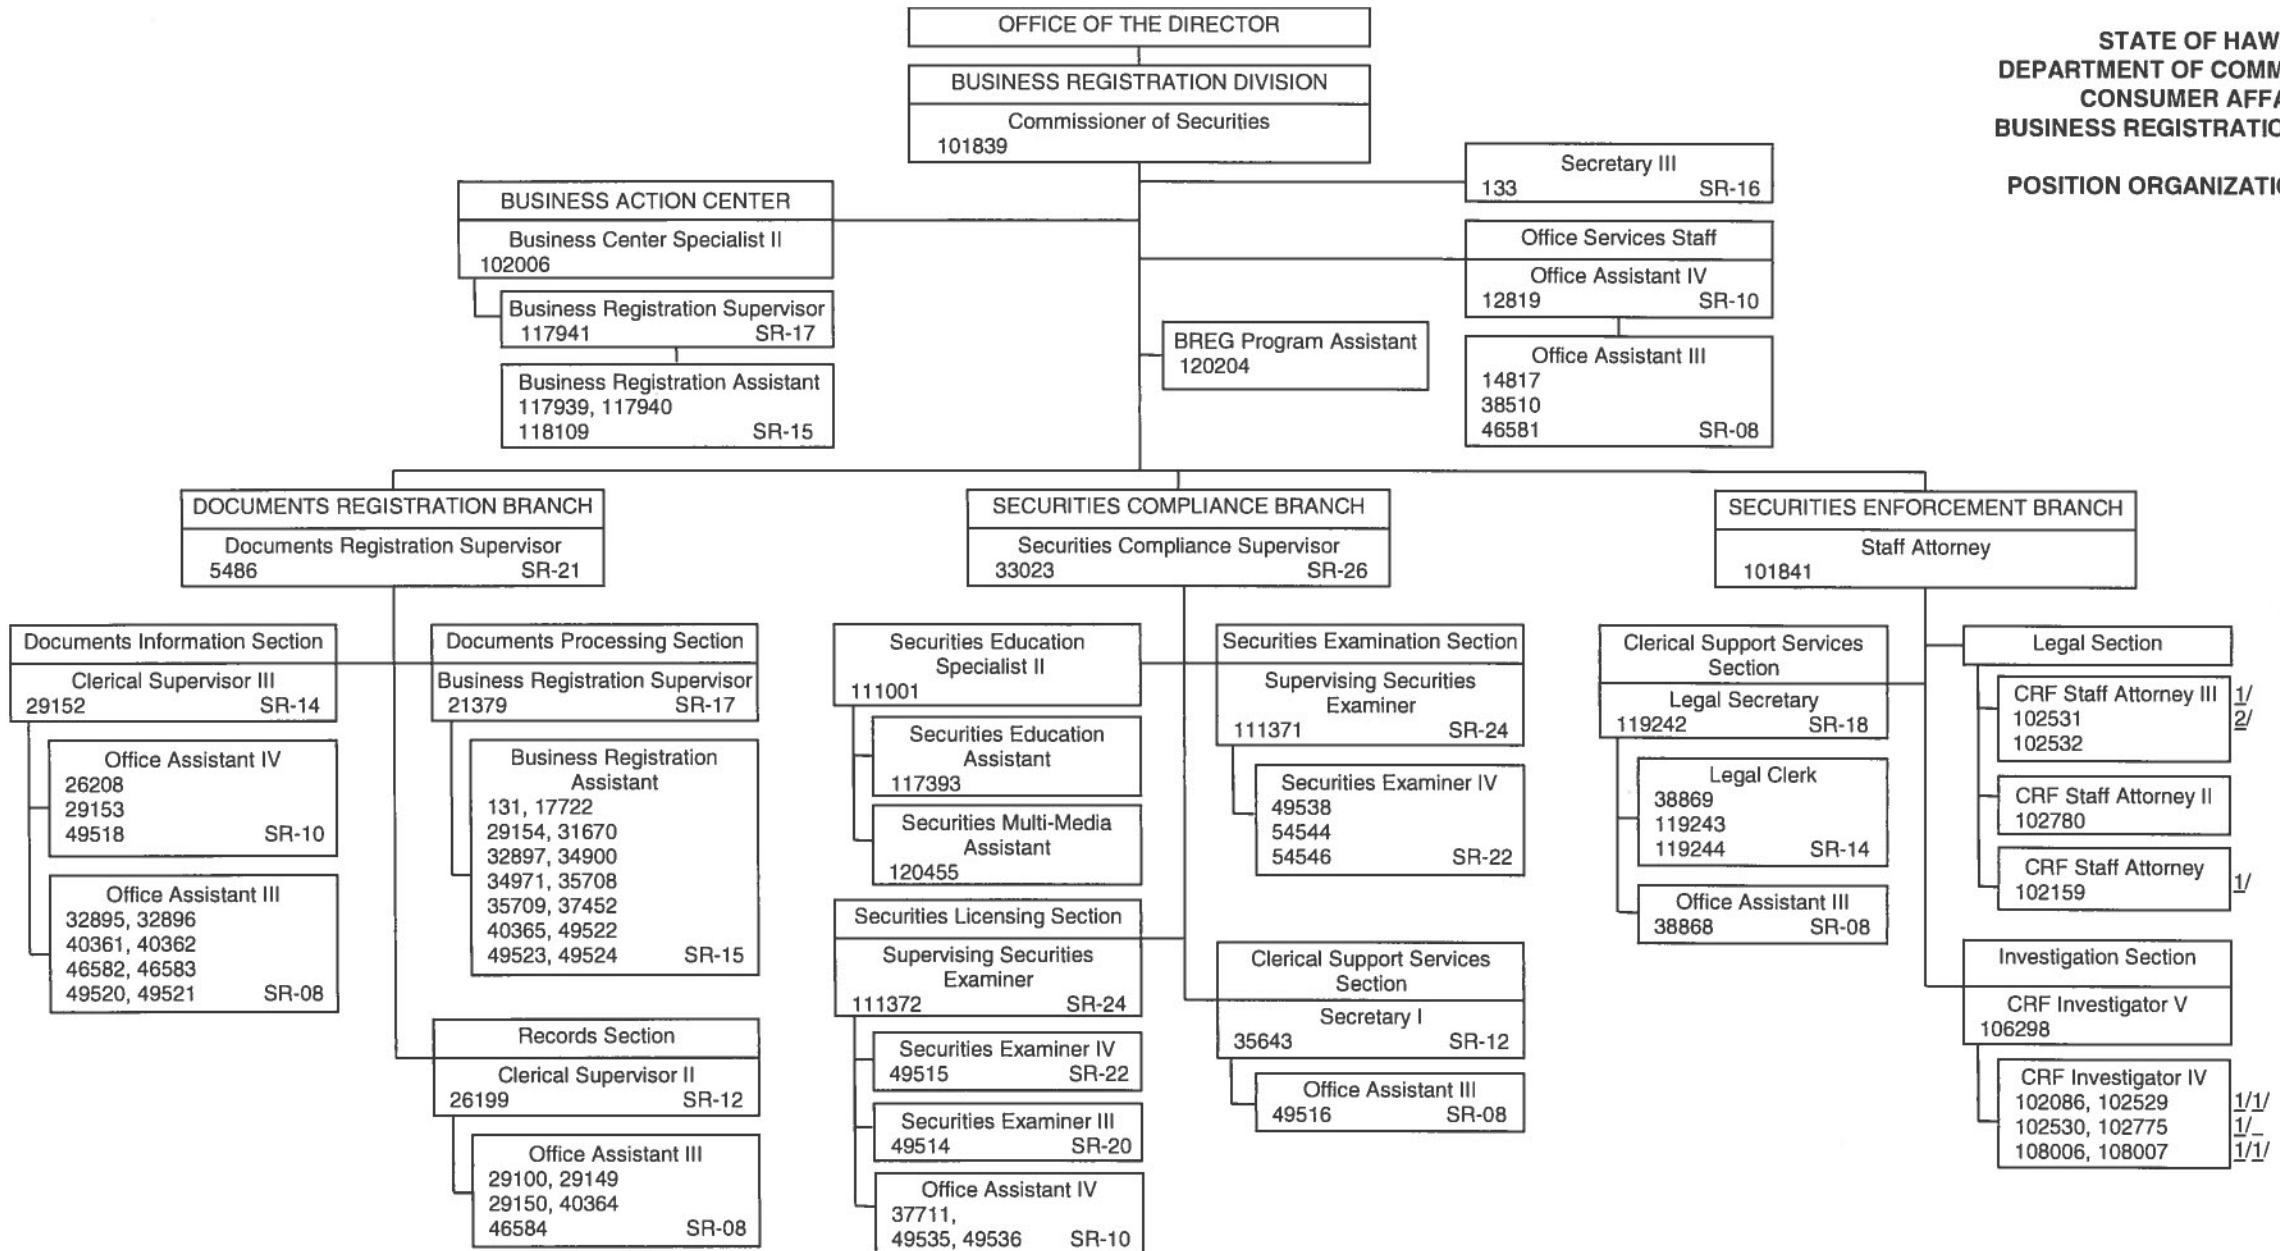 OFFICE OF THE DIRECTOR
BUSINESS REGISTRATION DIVISION
Commissioner of Securities
101839
STATE OF HAW
DEPARTMENT OF COMM
CONSUMER AFFA
BUSINESS REGISTRATIO
POSITION ORGANIZATI
Secretary III
133 SR-16
BUSINESS ACTION CENTER
Business Center Specialist II
102006
Business Registration Supervisor
117941 SR-17
Business Registration Assistant
117939, 117940
118109 SR-15
Office Services Staff
Office Assistant IV
12819 SR-10
BREG Program Assistant
120204
Office Assistant III
14817
38510
46581 SR-08
DOCUMENTS REGISTRATION BRANCH
Documents Registration Supervisor
5486 SR-21
Documents Information Section
Clerical Supervisor III
29152 SR-14
Office Assistant IV
26208
29153
49518 SR-10
Office Assistant III
32895, 32896
40361, 40362
46582, 46583
49520, 49521 SR-08
Documents Processing Section
Business Registration Supervisor
21379 SR-17
Business Registration
Assistant
131, 17722
29154, 31670
32897, 34900
34971, 35708
35709, 37452
40365, 49522
49523, 49524 SR-15
Records Section
Clerical Supervisor II
26199 SR-12
Office Assistant III
29100, 29149
29150, 40364
46584 SR-08
SECURITIES COMPLIANCE BRANCH
Securities Compliance Supervisor
33023 SR-26
Securities Education
Specialist II
111001
Securities Education
Assistant
117393
Securities Multi-Media
Assistant
120455
Securities Licensing Section
Supervising Securities
Examiner
111372 SR-24
Securities Examiner IV
49515 SR-22
Securities Examiner III
49514 SR-20
Office Assistant IV
37711,
49535, 49536 SR-10
Securities Examination Section
Supervising Securities
Examiner
111371 SR-24
Securities Examiner IV
49538
54544
54546 SR-22
Clerical Support Services
Section
Secretary I
35643 SR-12
Office Assistant III
49516 SR-08
SECURITIES ENFORCEMENT BRANCH
Staff Attorney
101841
Clerical Support Services
Section
Legal Secretary
119242 SR-18
Legal Clerk
38869
119243
119244 SR-14
Office Assistant III
38868 SR-08
Legal Section
CRF Staff Attorney III 1/
102531 2/
102532
CRF Staff Attorney II
102780
CRF Staff Attorney
102159 1/
Investigation Section
CRF Investigator V
106298
CRF Investigator IV
102086, 102529 1/1/
102530, 102775 1/_
108006, 108007 1/1/